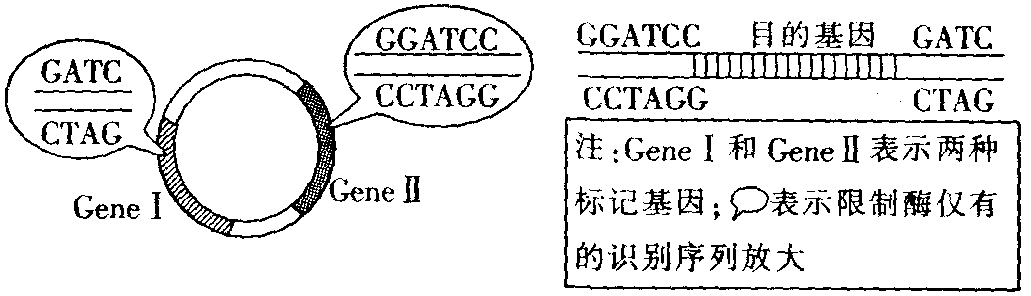 GATC
CTAG
GGATCC
CCTAGG
Gene Ⅰ
Gene Ⅱ
GGATCC 目的基因 GATC
CCTAGG CTAG
注:Gene Ⅰ 和 Gene Ⅱ 表示两种
标记基因;表示限制酶仅有
的识别序列放大